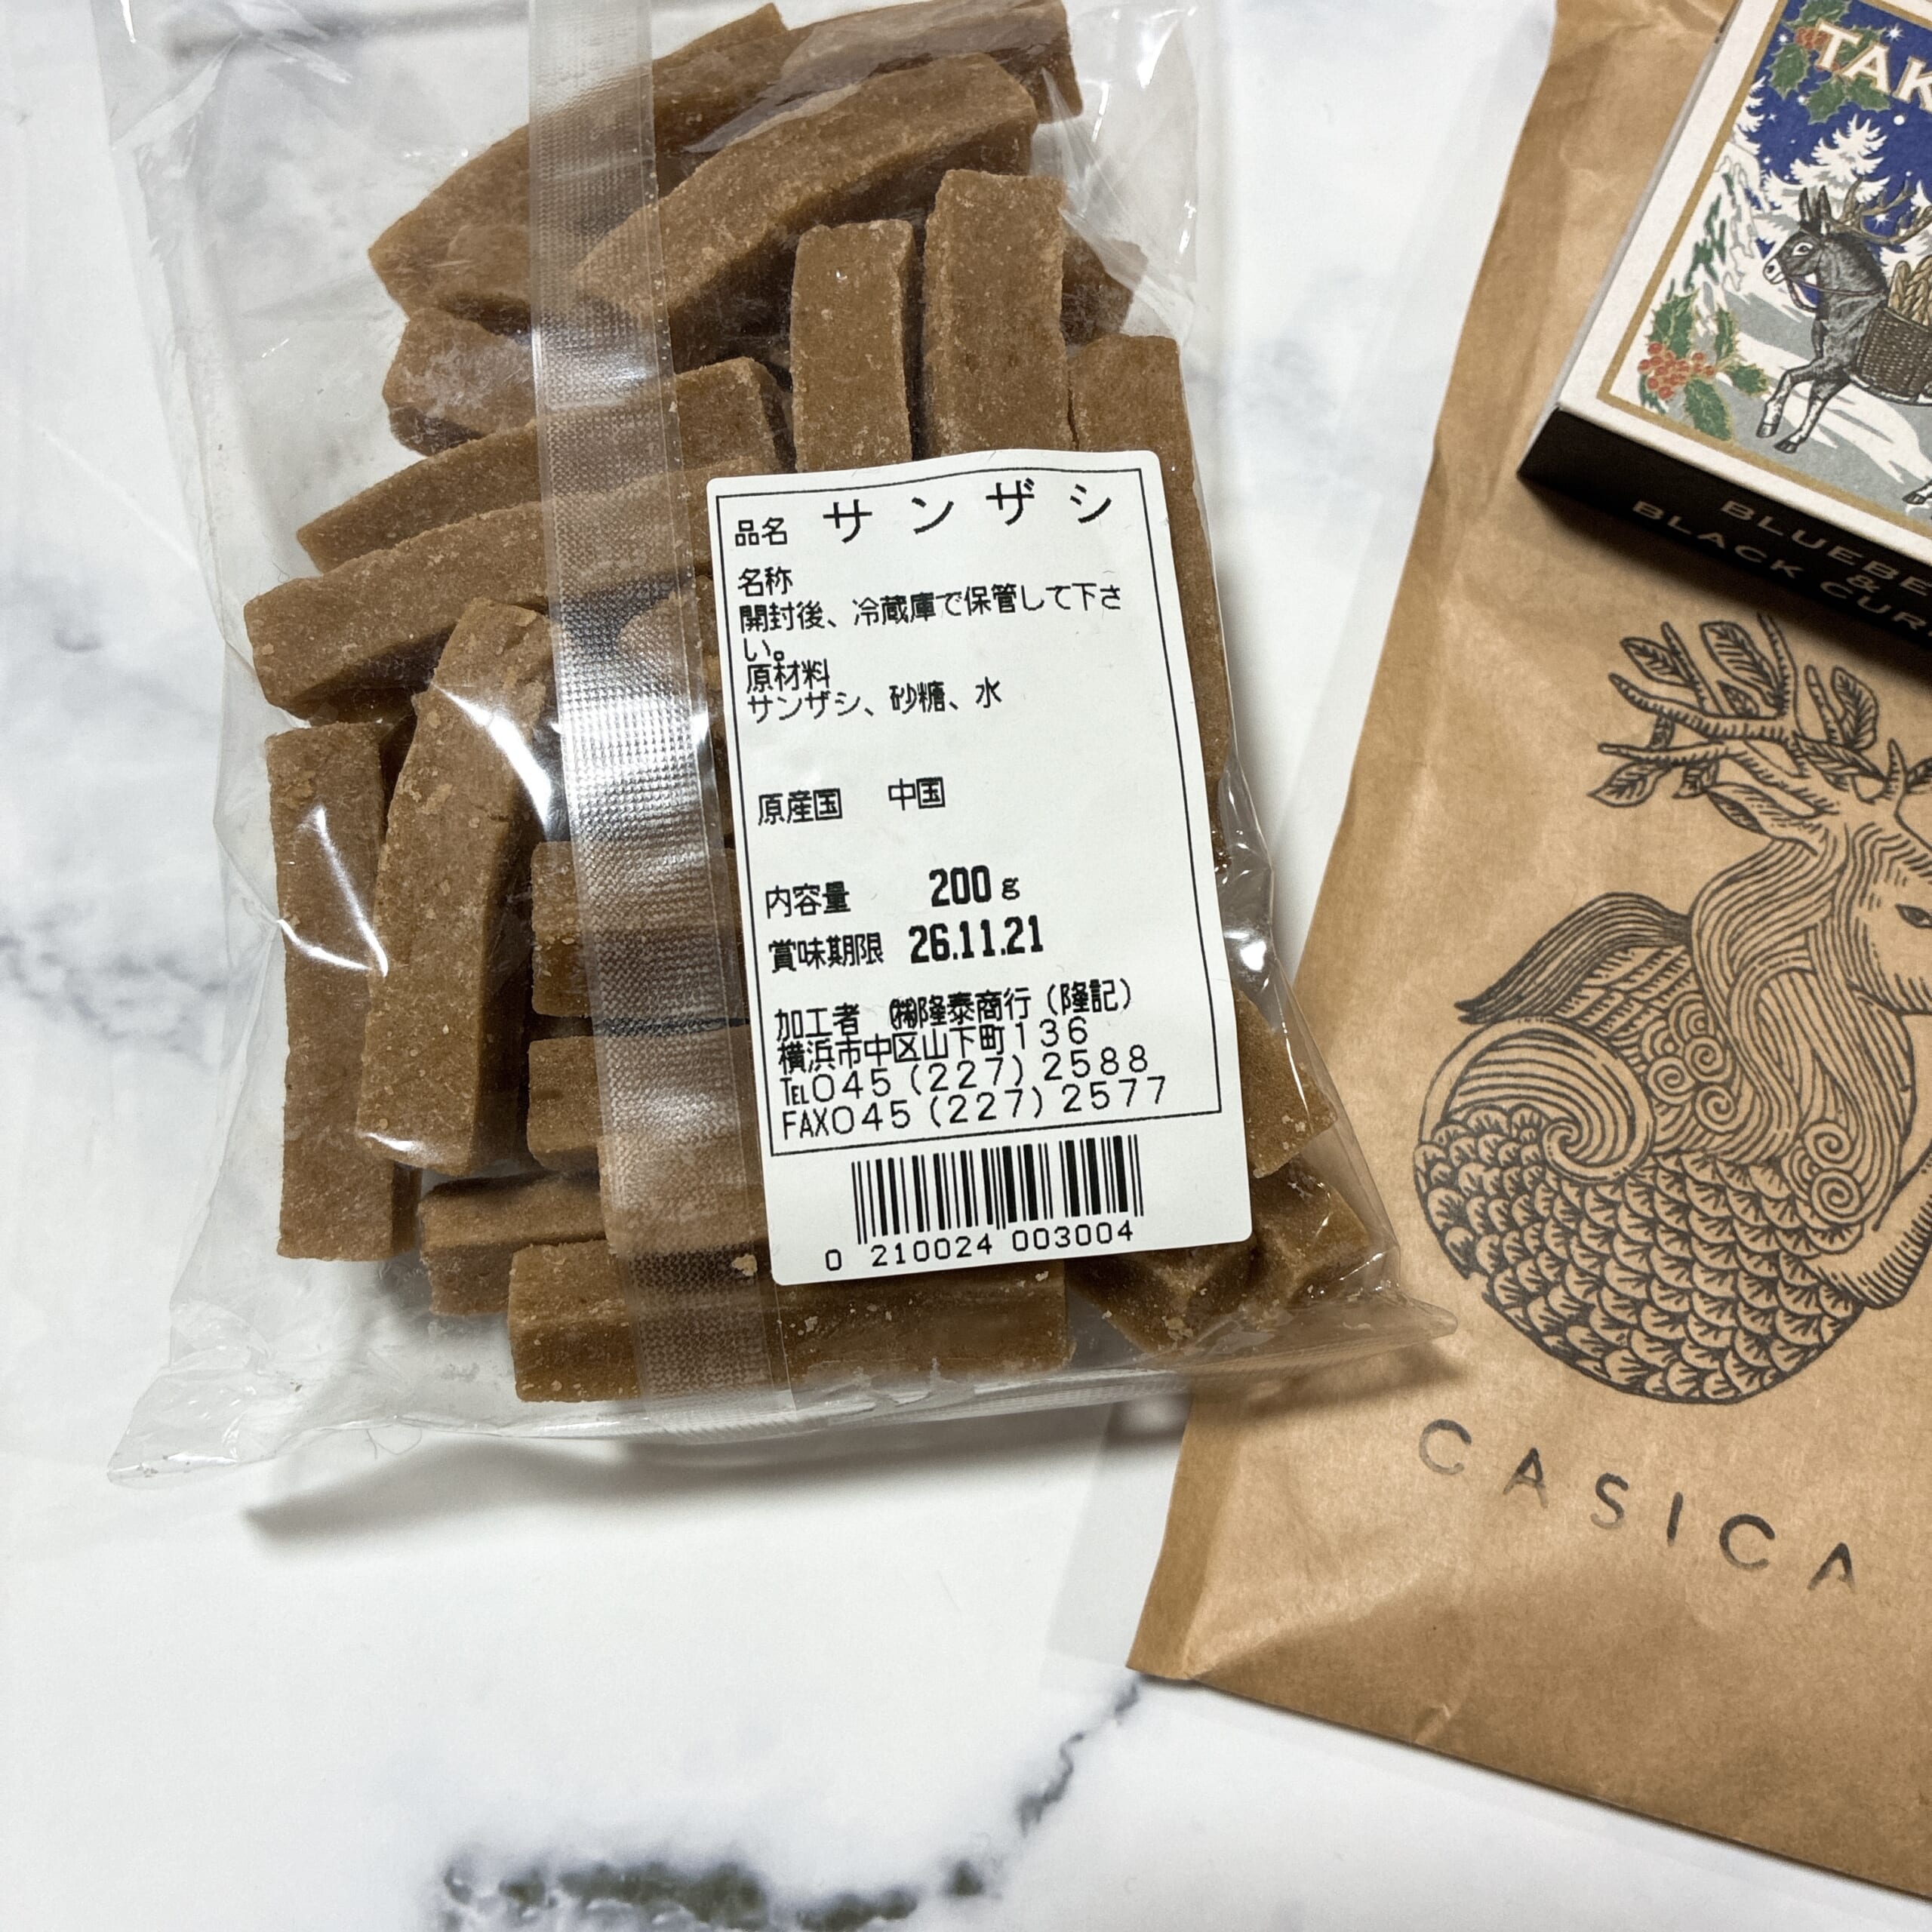 品名 サンザシ
名称
開封後、冷蔵庫で保管して下さ
い。
原材料
サンザシ、砂糖、水
原産国 中国
内容量 200g
賞味期限 26.11.21
加工者 ㈱隆泰商行（隆記）
横浜市中区山下町136
℡045(227)2588
FAX045(227)2577
0 210024 003004
TAK
BLUEBE
&
BLACK CUR
CASICA